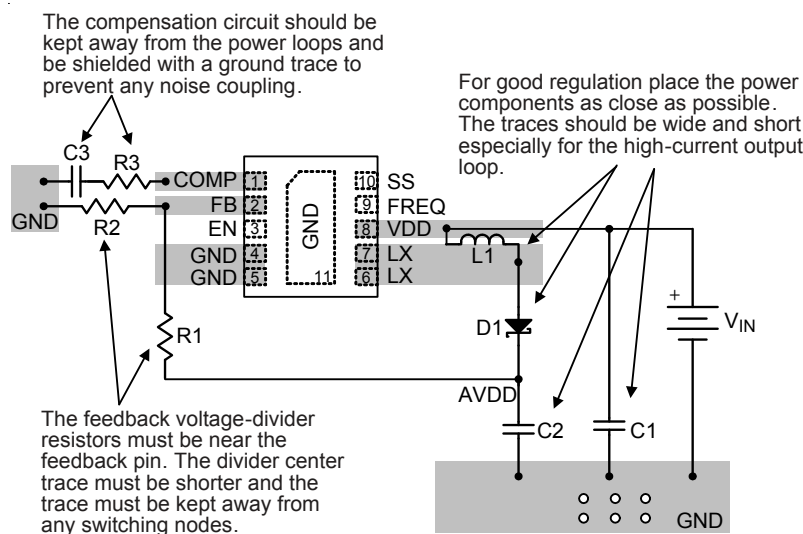 The compensation circuit should be
kept away from the power loops and
be shielded with a ground trace to
prevent any noise coupling.
For good regulation place the power
components as close as possible.
The traces should be wide and short
especially for the high-current output
loop.
C3
R3
GND
R2
COMP 1
FB 2
EN 3
GND 4
GND 5
GND
11
10 SS
9 FREQ
8 VDD
7 LX
6 LX
L1
D1
+
VIN
R1
AVDD
C2
C1
GND
The feedback voltage-divider
resistors must be near the
feedback pin. The divider center
trace must be shorter and the
trace must be kept away from
any switching nodes.